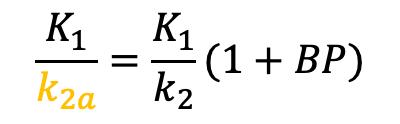 K₁/k₂ₐ = K₁/k₂ (1 + BP)